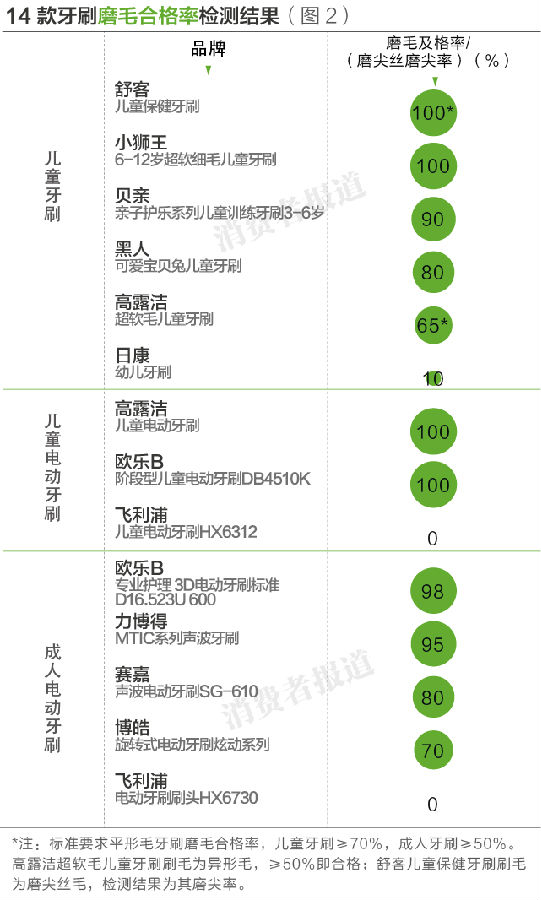 14款牙刷磨毛合格率检测结果（图2）
品牌
磨毛及格率/
（磨尖丝磨尖率）（%）
儿童牙刷
舒客
儿童保健牙刷
100*
小狮王
6-12岁超软细毛儿童牙刷
100
贝亲
亲子护乐系列儿童训练牙刷3-6岁
90
黑人
可爱宝贝兔儿童牙刷
80
高露洁
超软毛儿童牙刷
65*
日康
幼儿牙刷
10
儿童电动牙刷
高露洁
儿童电动牙刷
100
欧乐B
阶段型儿童电动牙刷DB4510K
100
飞利浦
儿童电动牙刷HX6312
0
成人电动牙刷
欧乐B
专业护理 3D电动牙刷标准
D16.523U 600
98
力博得
MTIC系列声波牙刷
95
赛嘉
声波电动牙刷SG-610
80
博皓
旋转式电动牙刷炫动系列
70
飞利浦
电动牙刷刷头HX6730
0
消费者报道
消费者报道
*注：标准要求平形毛牙刷磨毛合格率，儿童牙刷≥70%，成人牙刷≥50%。
高露洁超软毛儿童牙刷刷毛为异形毛，≥50%即合格；舒客儿童保健牙刷刷毛
为磨尖丝毛，检测结果为其磨尖率。